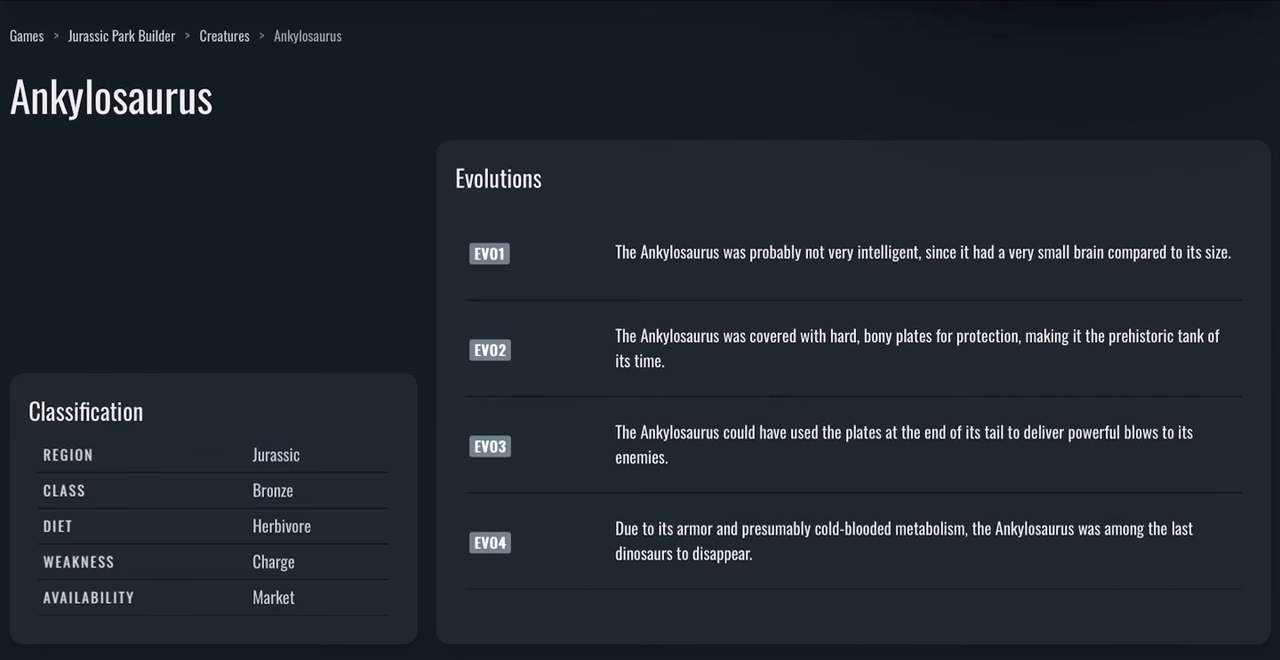 Games > Jurassic Park Builder > Creatures > Ankylosaurus
Ankylosaurus
Classification
REGION Jurassic
CLASS Bronze
DIET Herbivore
WEAKNESS Charge
AVAILABILITY Market
Evolutions
EVO1 The Ankylosaurus was probably not very intelligent, since it had a very small brain compared to its size.
EVO2 The Ankylosaurus was covered with hard, bony plates for protection, making it the prehistoric tank of
its time.
EVO3 The Ankylosaurus could have used the plates at the end of its tail to deliver powerful blows to its
enemies.
EVO4 Due to its armor and presumably cold-blooded metabolism, the Ankylosaurus was among the last
dinosaurs to disappear.